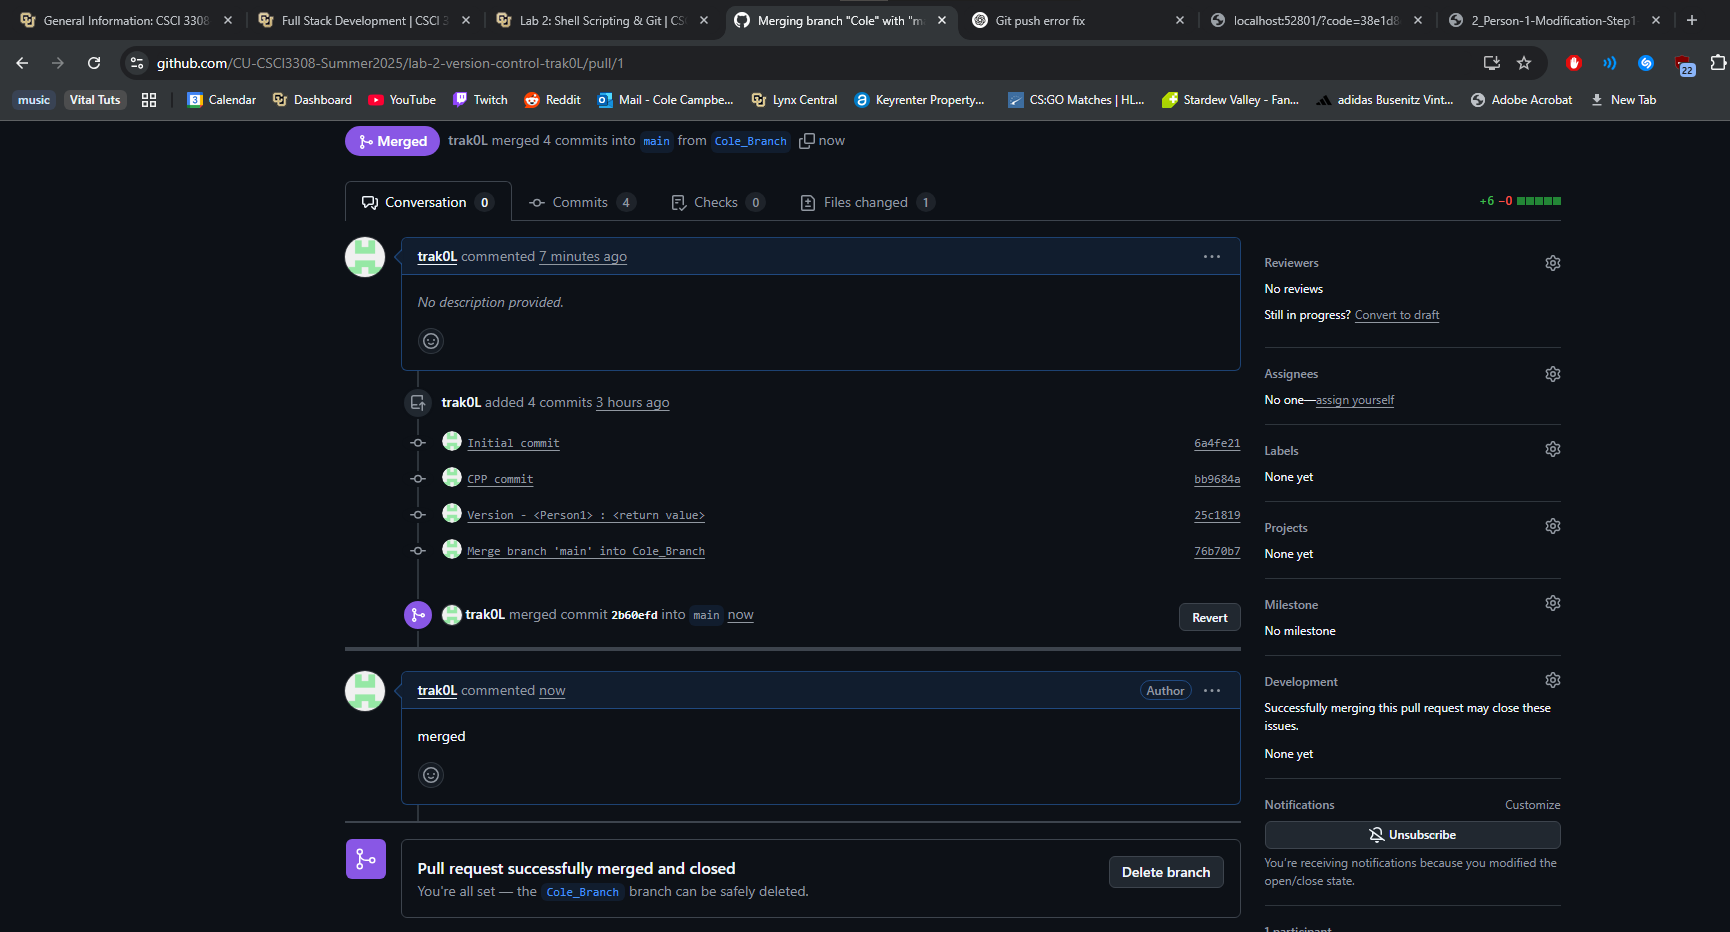 General Information: CSCI 3308
Full Stack Development | CSCI 3
Lab 2: Shell Scripting & Git | CS
Merging branch "Cole" with "m
Git push error fix
localhost:52801/?code=38e1d8
2_Person-1-Modification-Step1
github.com/CU-CSCI3308-Summer2025/lab-2-version-control-trak0L/pull/1
22
music
Vital Tuts
Calendar
Dashboard
YouTube
Twitch
Reddit
Mail - Cole Campbe...
Lynx Central
Keyrenter Property...
CS:GO Matches | HL...
Stardew Valley - Fan...
adidas Busenitz Vint...
Adobe Acrobat
New Tab
Merged
trak0L merged 4 commits into main from Cole_Branch now
Conversation 0
Commits 4
Checks 0
Files changed 1
+6 −0
trak0L commented 7 minutes ago
No description provided.
trak0L added 4 commits 3 hours ago
Initial commit 6a4fe21
CPP commit bb9684a
Version - <Person1> : <return value> 25c1819
Merge branch 'main' into Cole_Branch 76b70b7
trak0L merged commit 2b60efd into main now
Revert
trak0L commented now
Author
merged
Pull request successfully merged and closed
You're all set — the Cole_Branch branch can be safely deleted.
Delete branch
Reviewers
No reviews
Still in progress? Convert to draft
Assignees
No one—assign yourself
Labels
None yet
Projects
None yet
Milestone
No milestone
Development
Successfully merging this pull request may close these
issues.
None yet
Notifications
Customize
Unsubscribe
You're receiving notifications because you modified the
open/close state.
1 participant